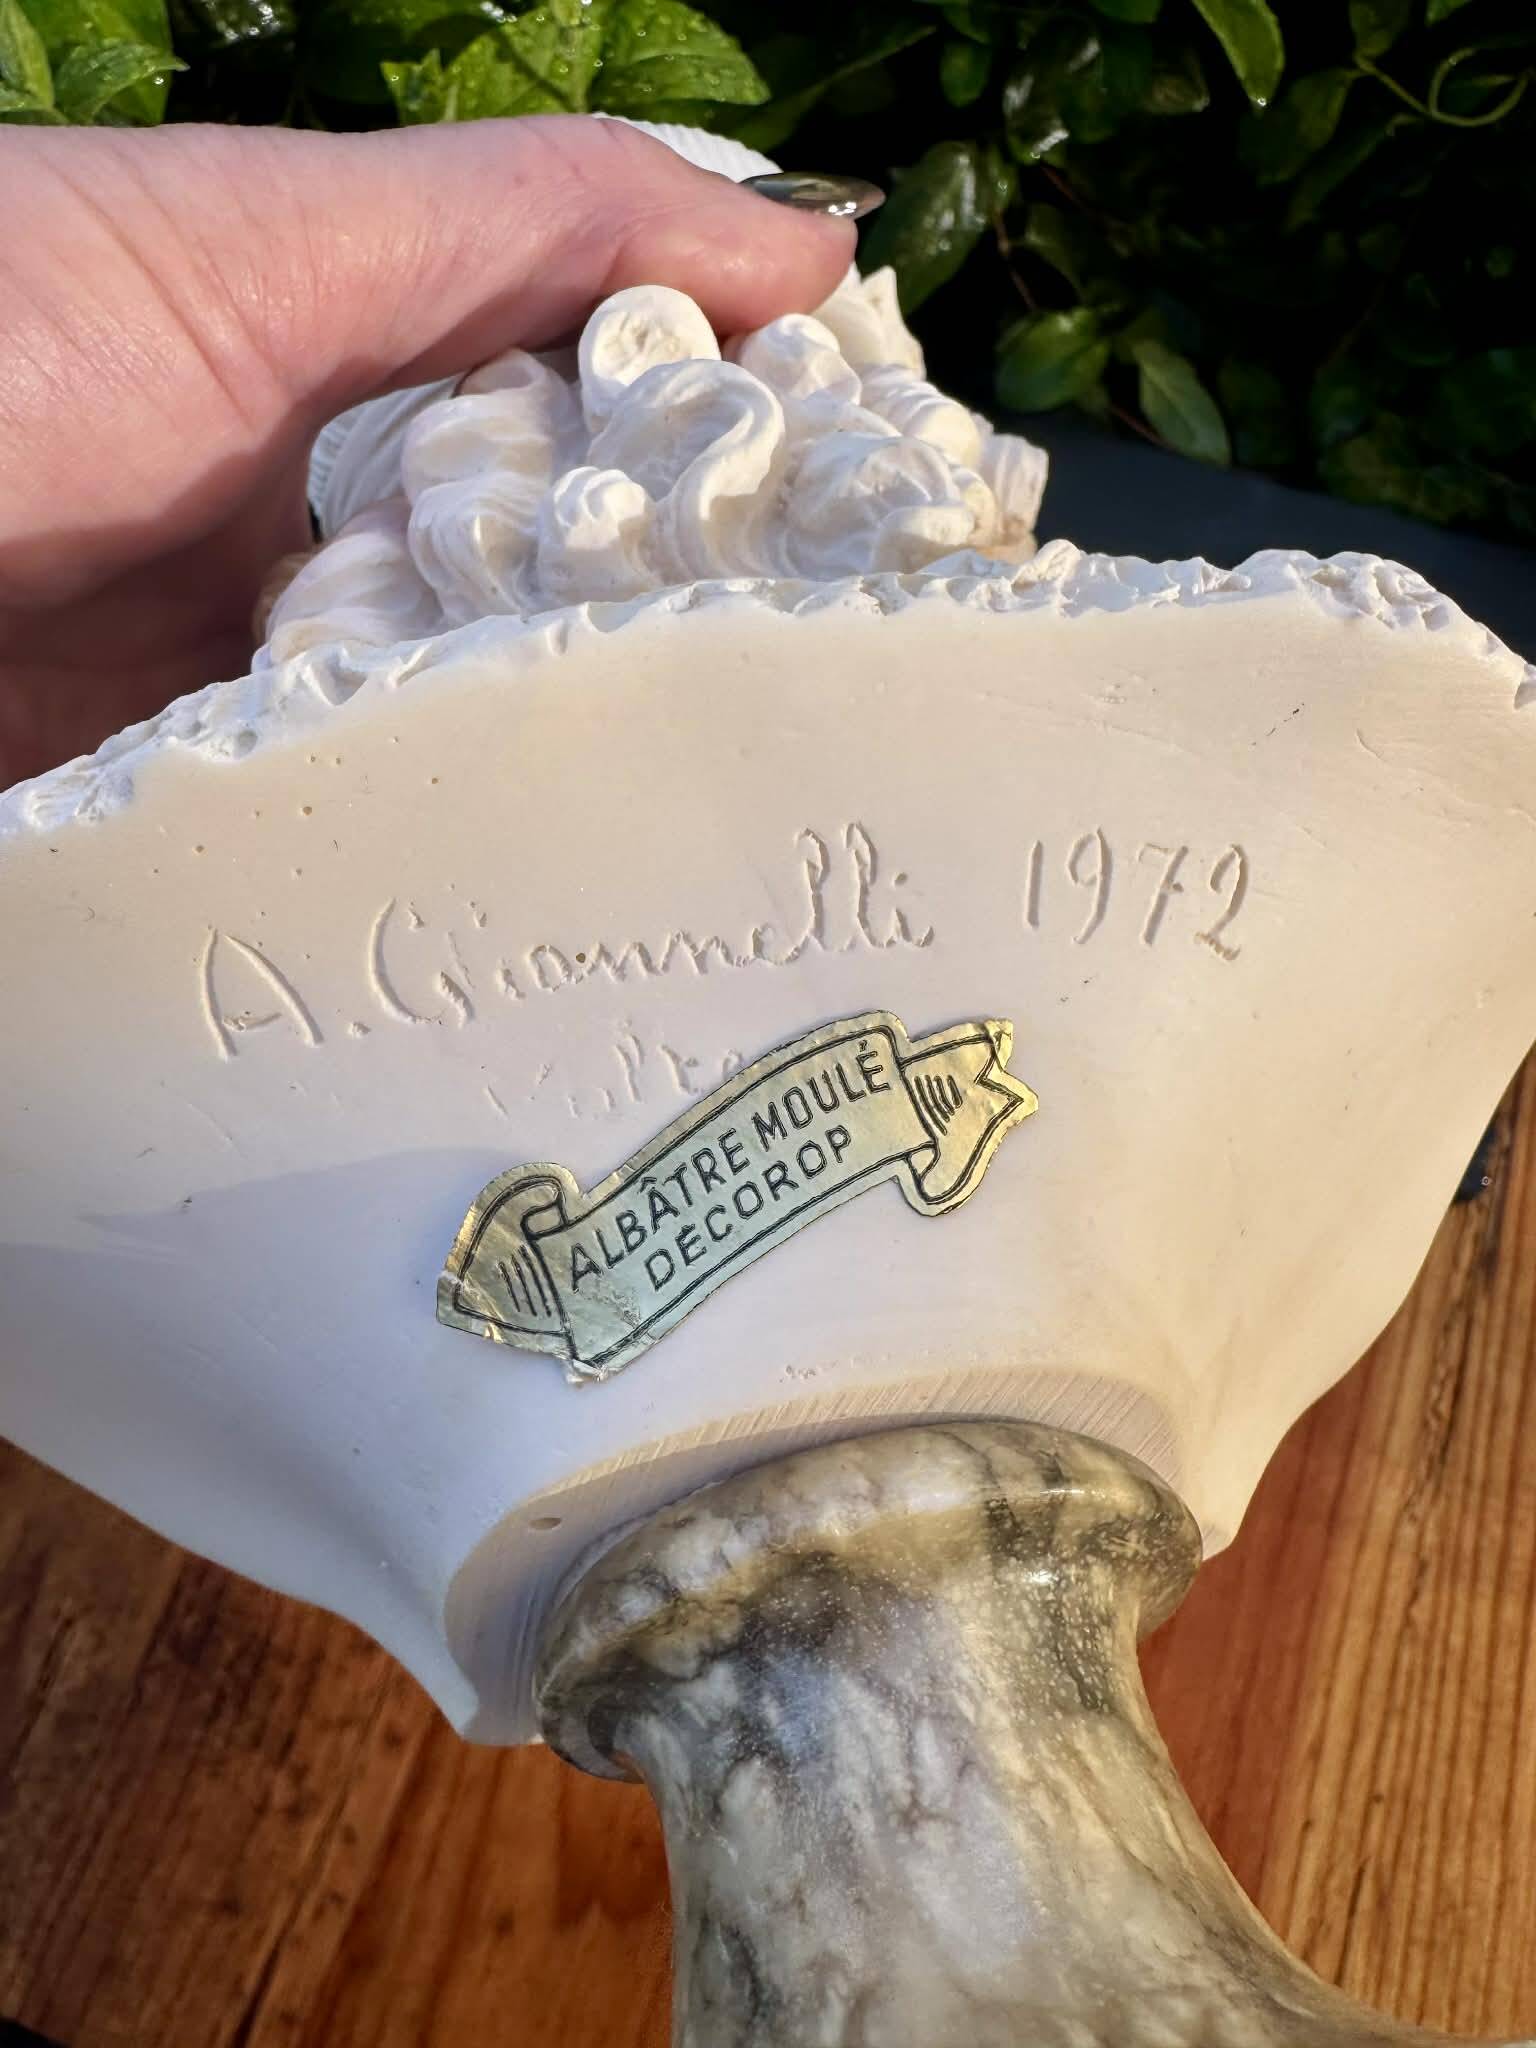 A. Giannelli 1972
ALBÂTRE MOULÉ
DÉCOROP